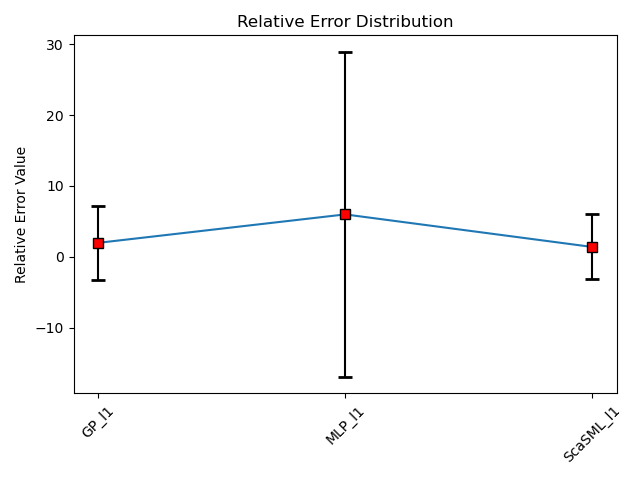 Relative Error Distribution
Relative Error Value
30
20
10
0
−10
GP_l1
MLP_l1
ScaSML_l1